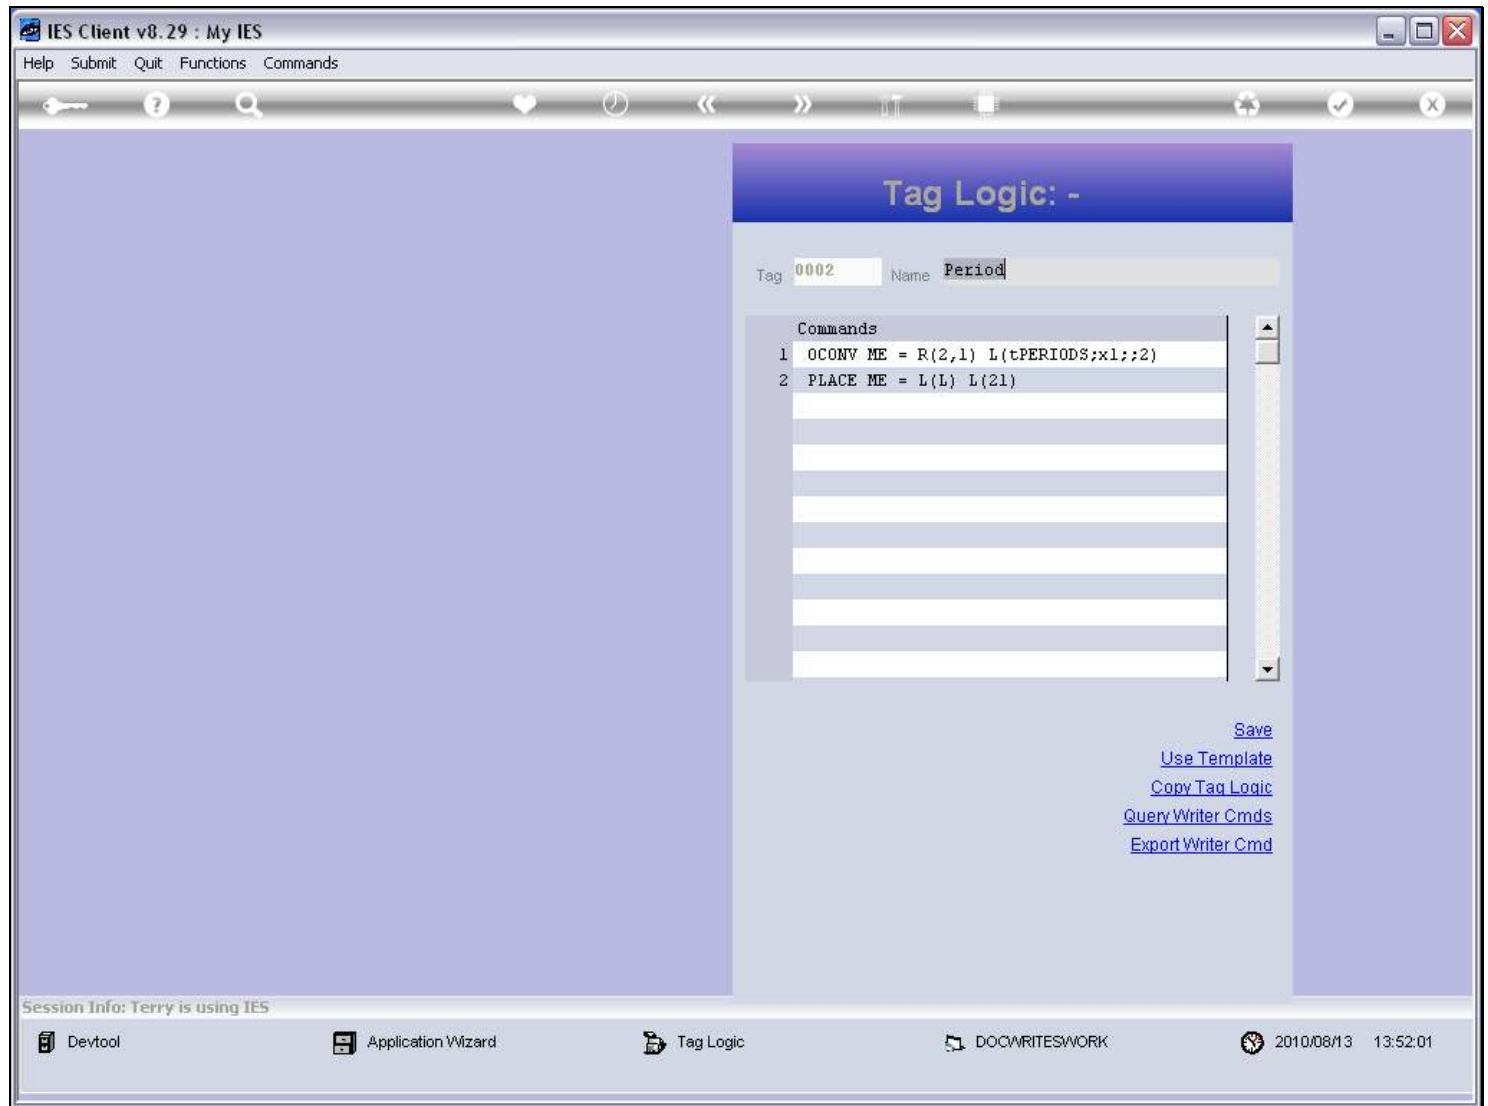 IES Client v8.29 : My IES
Help Submit Quit Functions Commands
Tag Logic: -
Tag 0002 Name Period
Commands
1 OCONV ME = R(2,1) L(tPERIODS;x1;;2)
2 PLACE ME = L(L) L(21)
Save
Use Template
Copy Tag Logic
Query Writer Cmds
Export Writer Cmd
Session Info: Terry is using IES
Devtool Application Wizard Tag Logic DOCWRITESWORK 2010/08/13 13:52:01